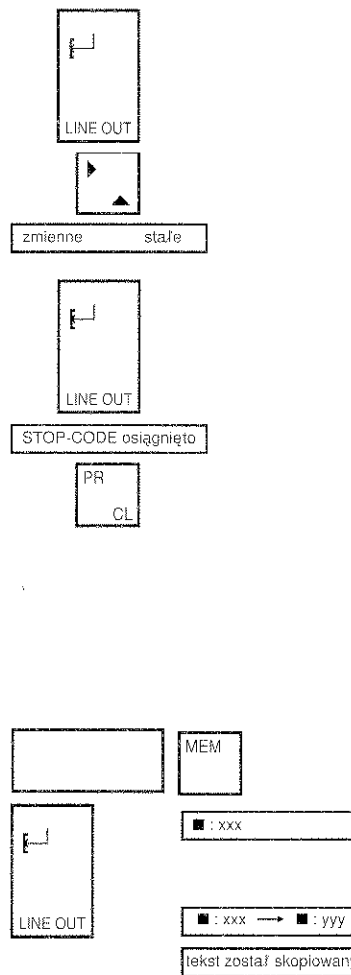 LINE OUT
zmienne stałe
LINE OUT
STOP-CODE osiągnięto
PR
CL
MEM
■ : xxx
LINE OUT
■ : xxx → ■ : yyy
tekst został skopiowany